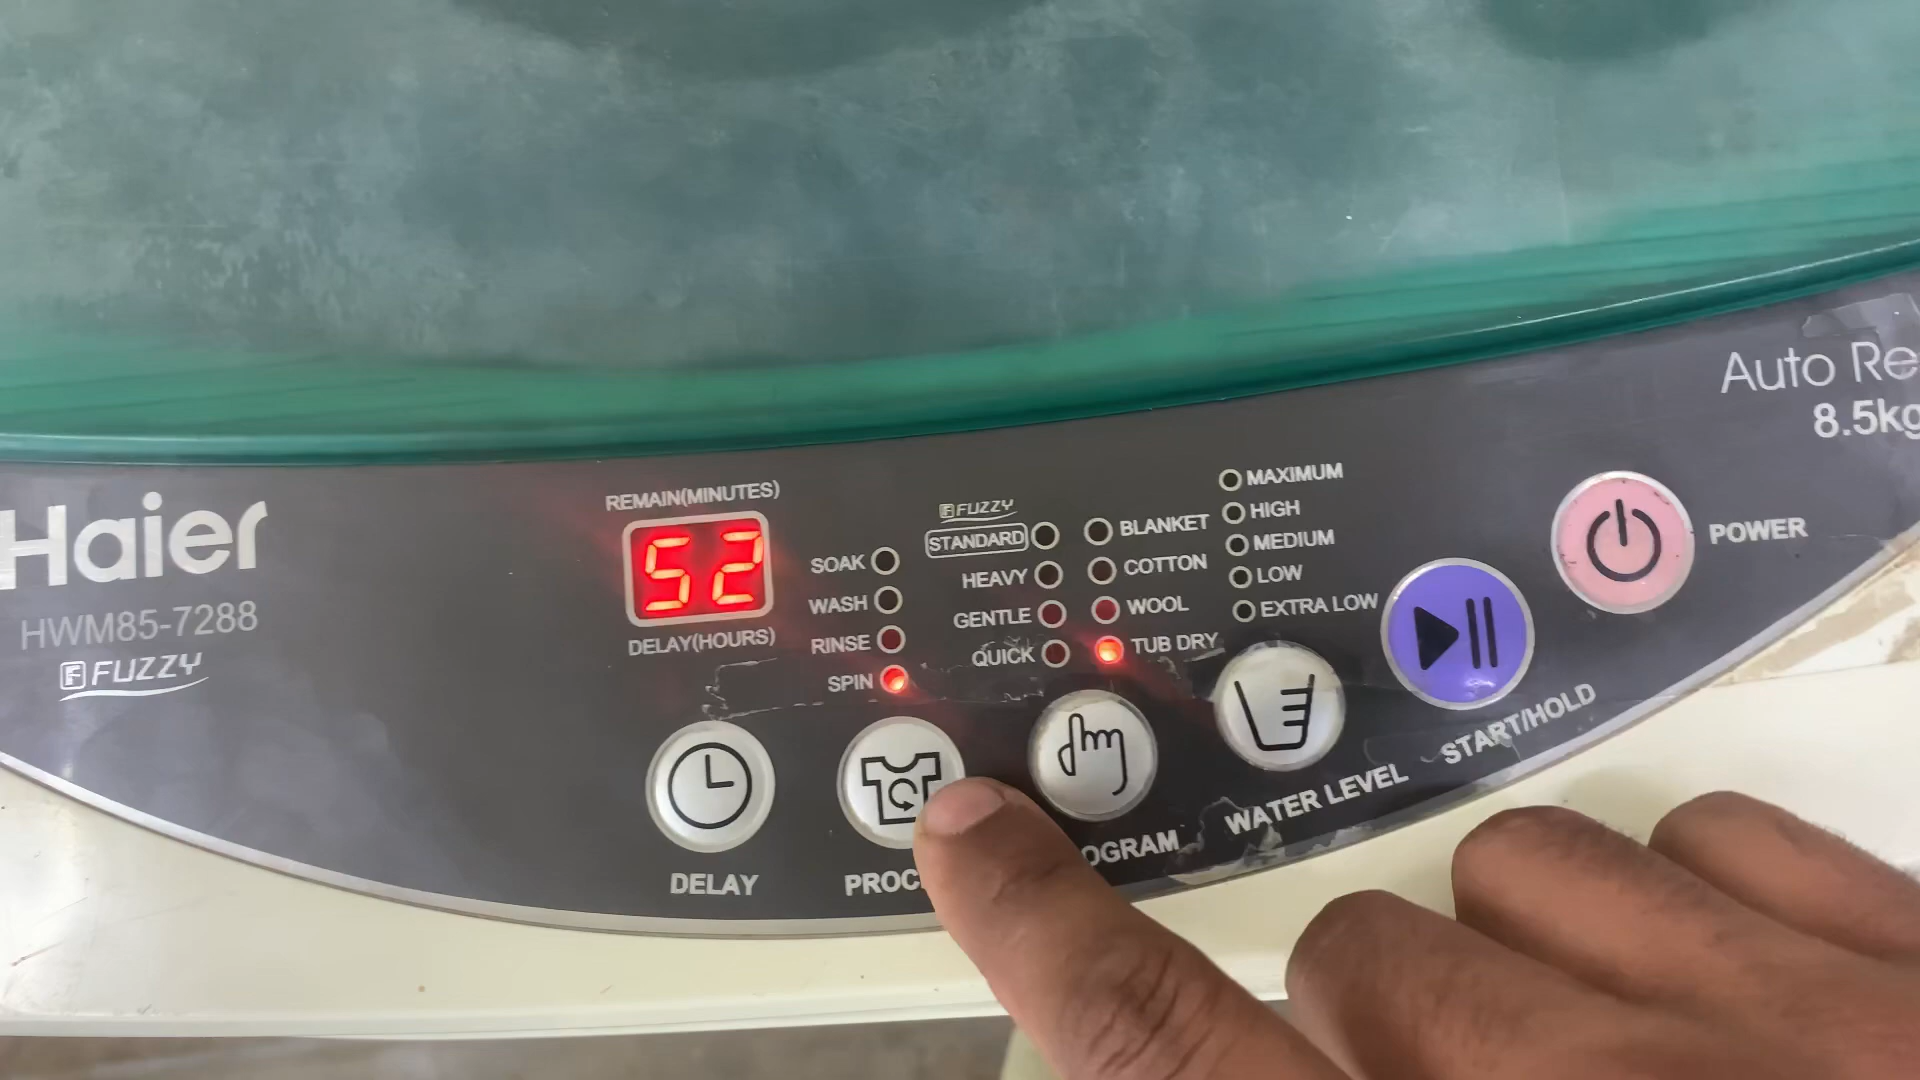 Auto Re
8.5kg
Haier
HWM85-7288
FUZZY
REMAIN(MINUTES)
52
DELAY(HOURS)
SOAK
WASH
RINSE
SPIN
FUZZY
STANDARD
HEAVY
GENTLE
QUICK
BLANKET
COTTON
WOOL
TUB DRY
MAXIMUM
HIGH
MEDIUM
LOW
EXTRA LOW
DELAY
PROC
OGRAM
WATER LEVEL
START/HOLD
POWER